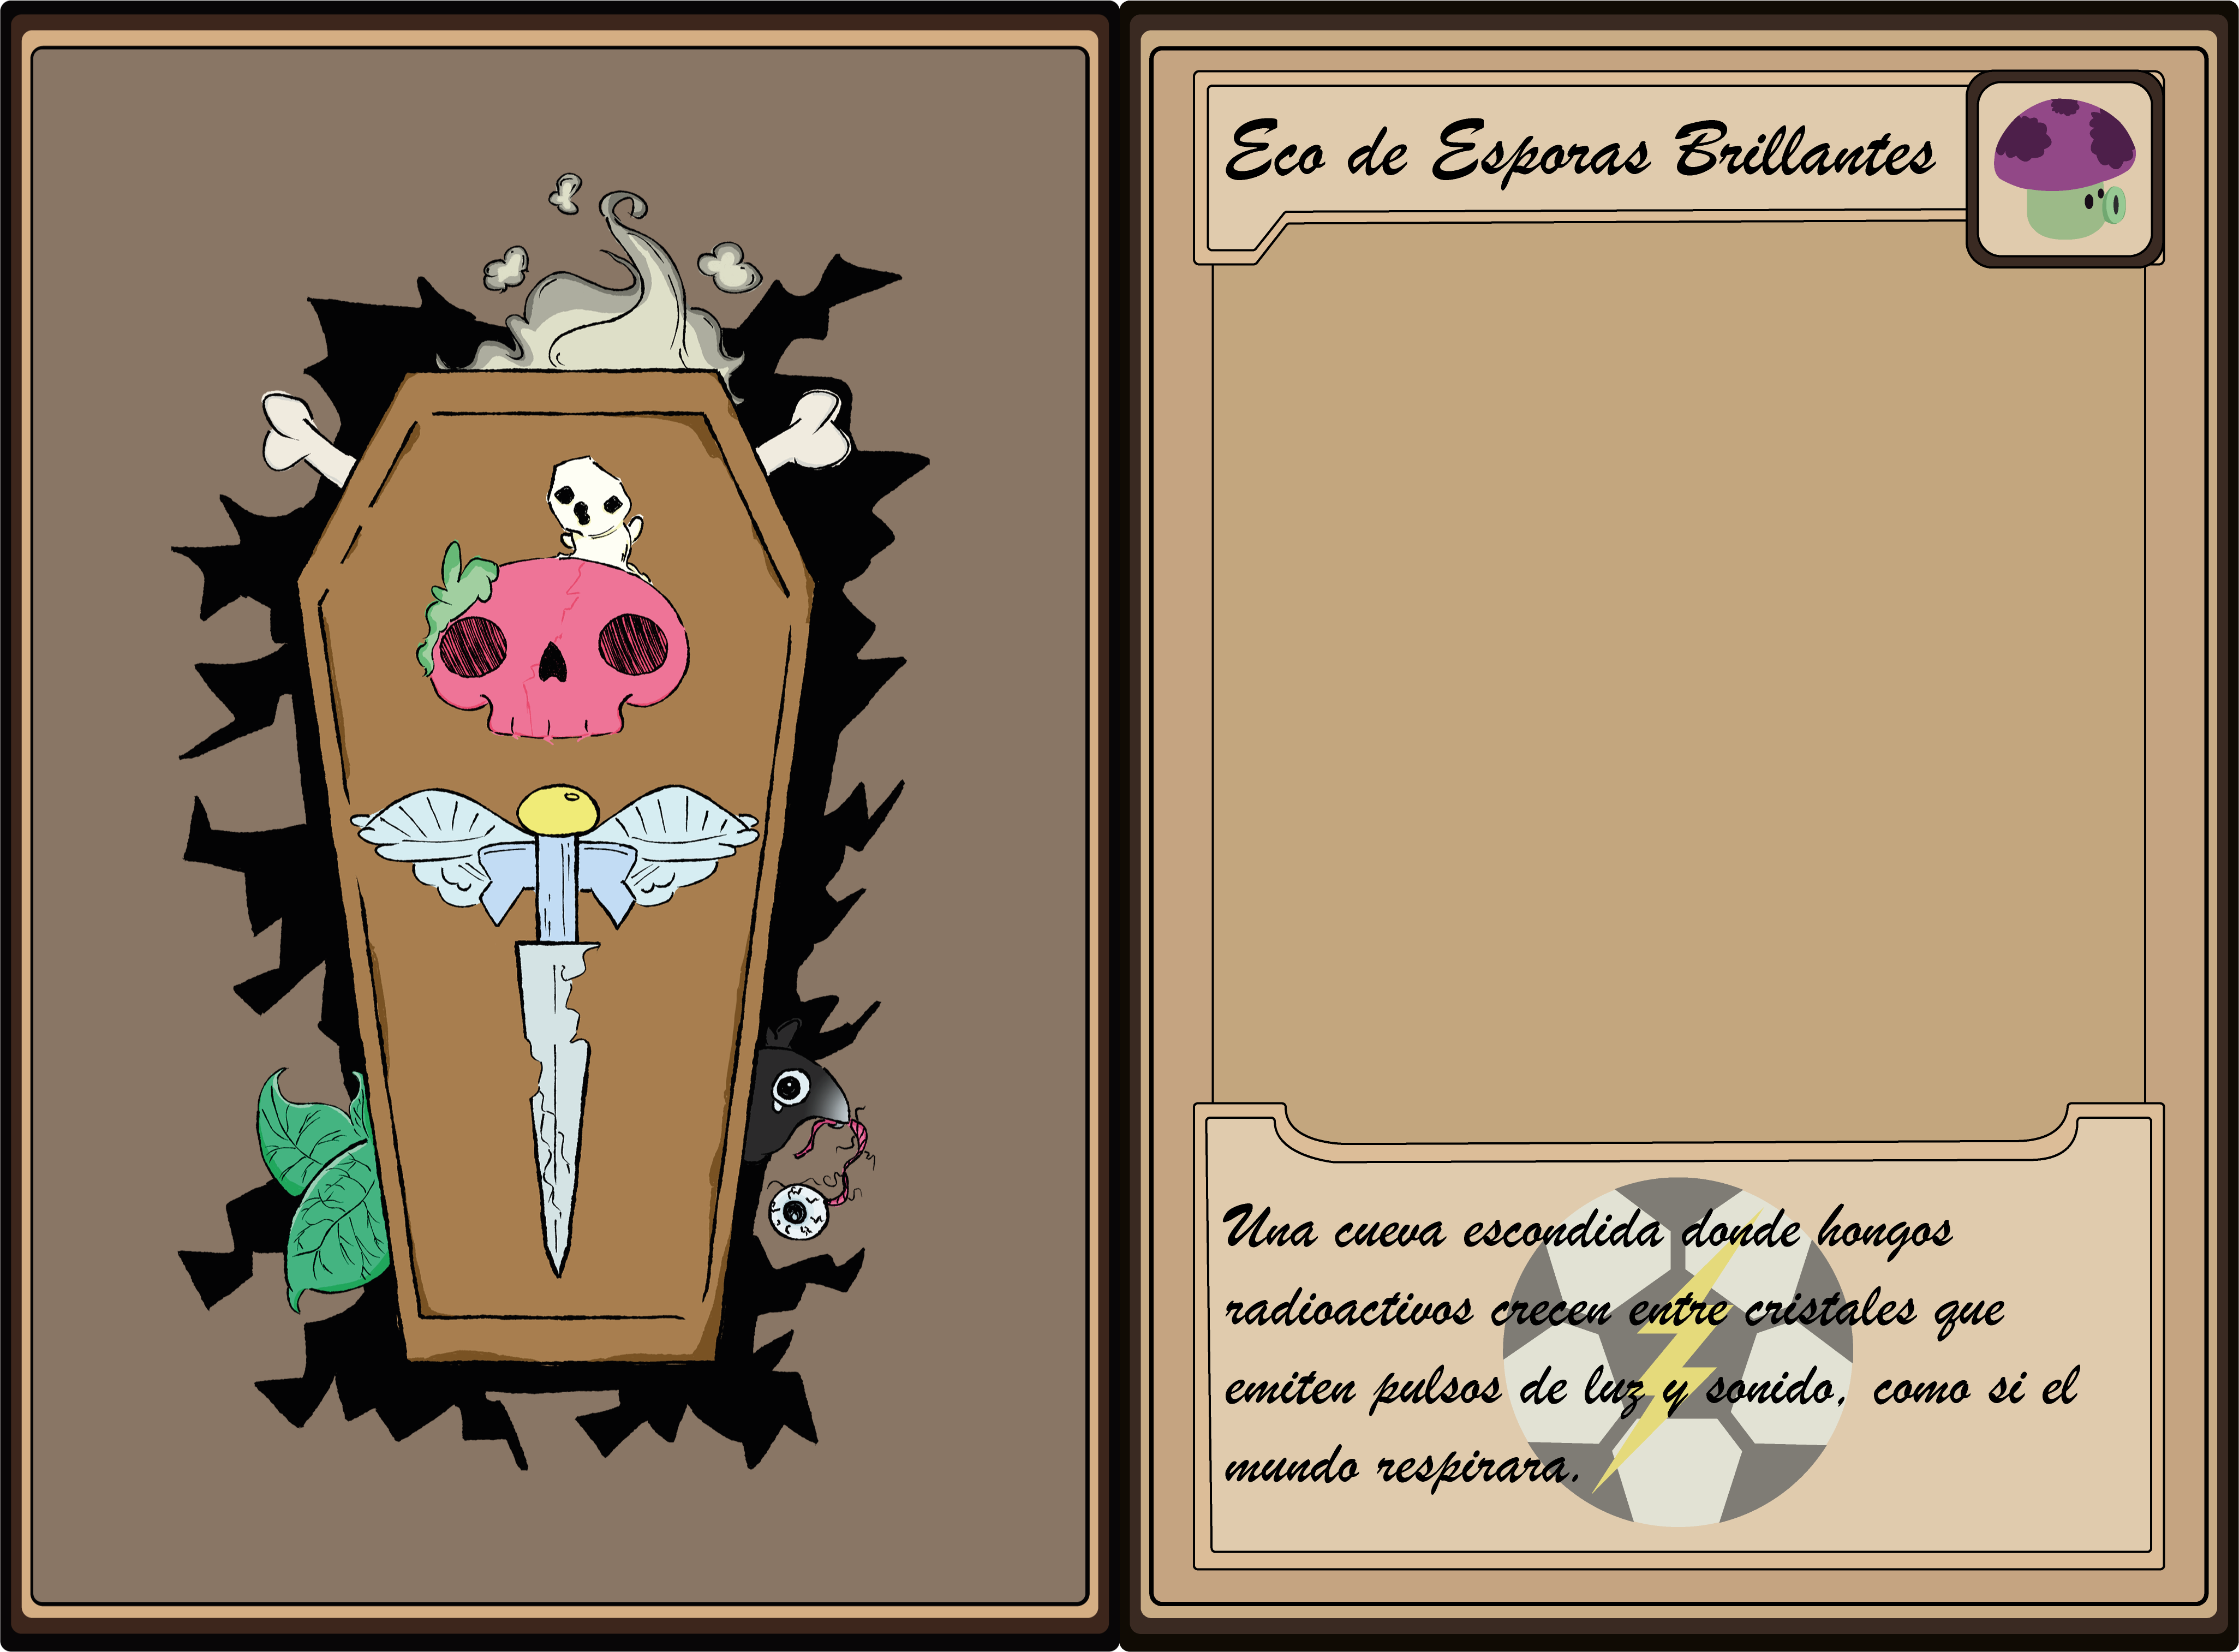 Eco de Esporas Brillantes
Una cueva escondida donde hongos
radioactivos crecen entre cristales que
emiten pulsos de luz y sonido, como si el
mundo respirara.